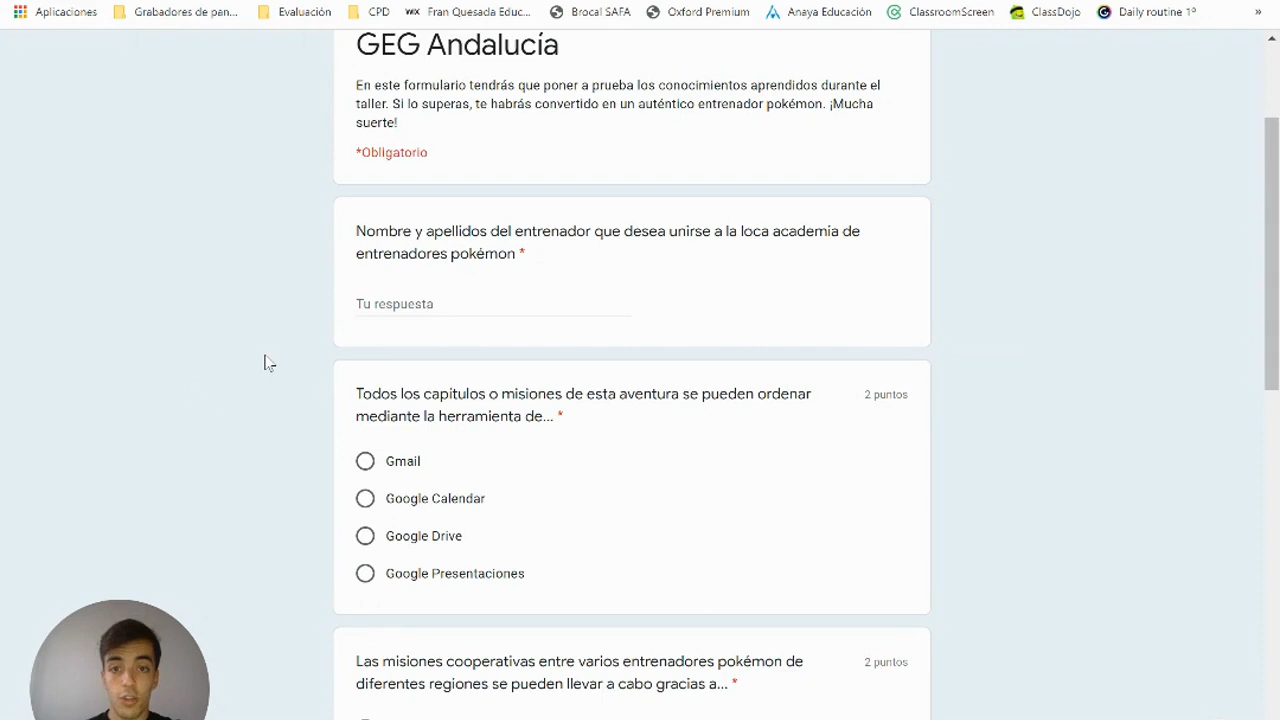 Aplicaciones Grabadores de pan... Evaluación CPD WIX Fran Quesada Educ... Brocal SAFA Oxford Premium Anaya Educación ClassroomScreen ClassDojo Daily routine 1º »
GEG Andalucía
En este formulario tendrás que poner a prueba los conocimientos aprendidos durante el
taller. Si lo superas, te habrás convertido en un auténtico entrenador pokémon. ¡Mucha
suerte!
*Obligatorio
Nombre y apellidos del entrenador que desea unirse a la loca academia de
entrenadores pokémon *
Tu respuesta
Todos los capitulos o misiones de esta aventura se pueden ordenar 2 puntos
mediante la herramienta de... *
Gmail
Google Calendar
Google Drive
Google Presentaciones
Las misiones cooperativas entre varios entrenadores pokémon de 2 puntos
diferentes regiones se pueden llevar a cabo gracias a... *